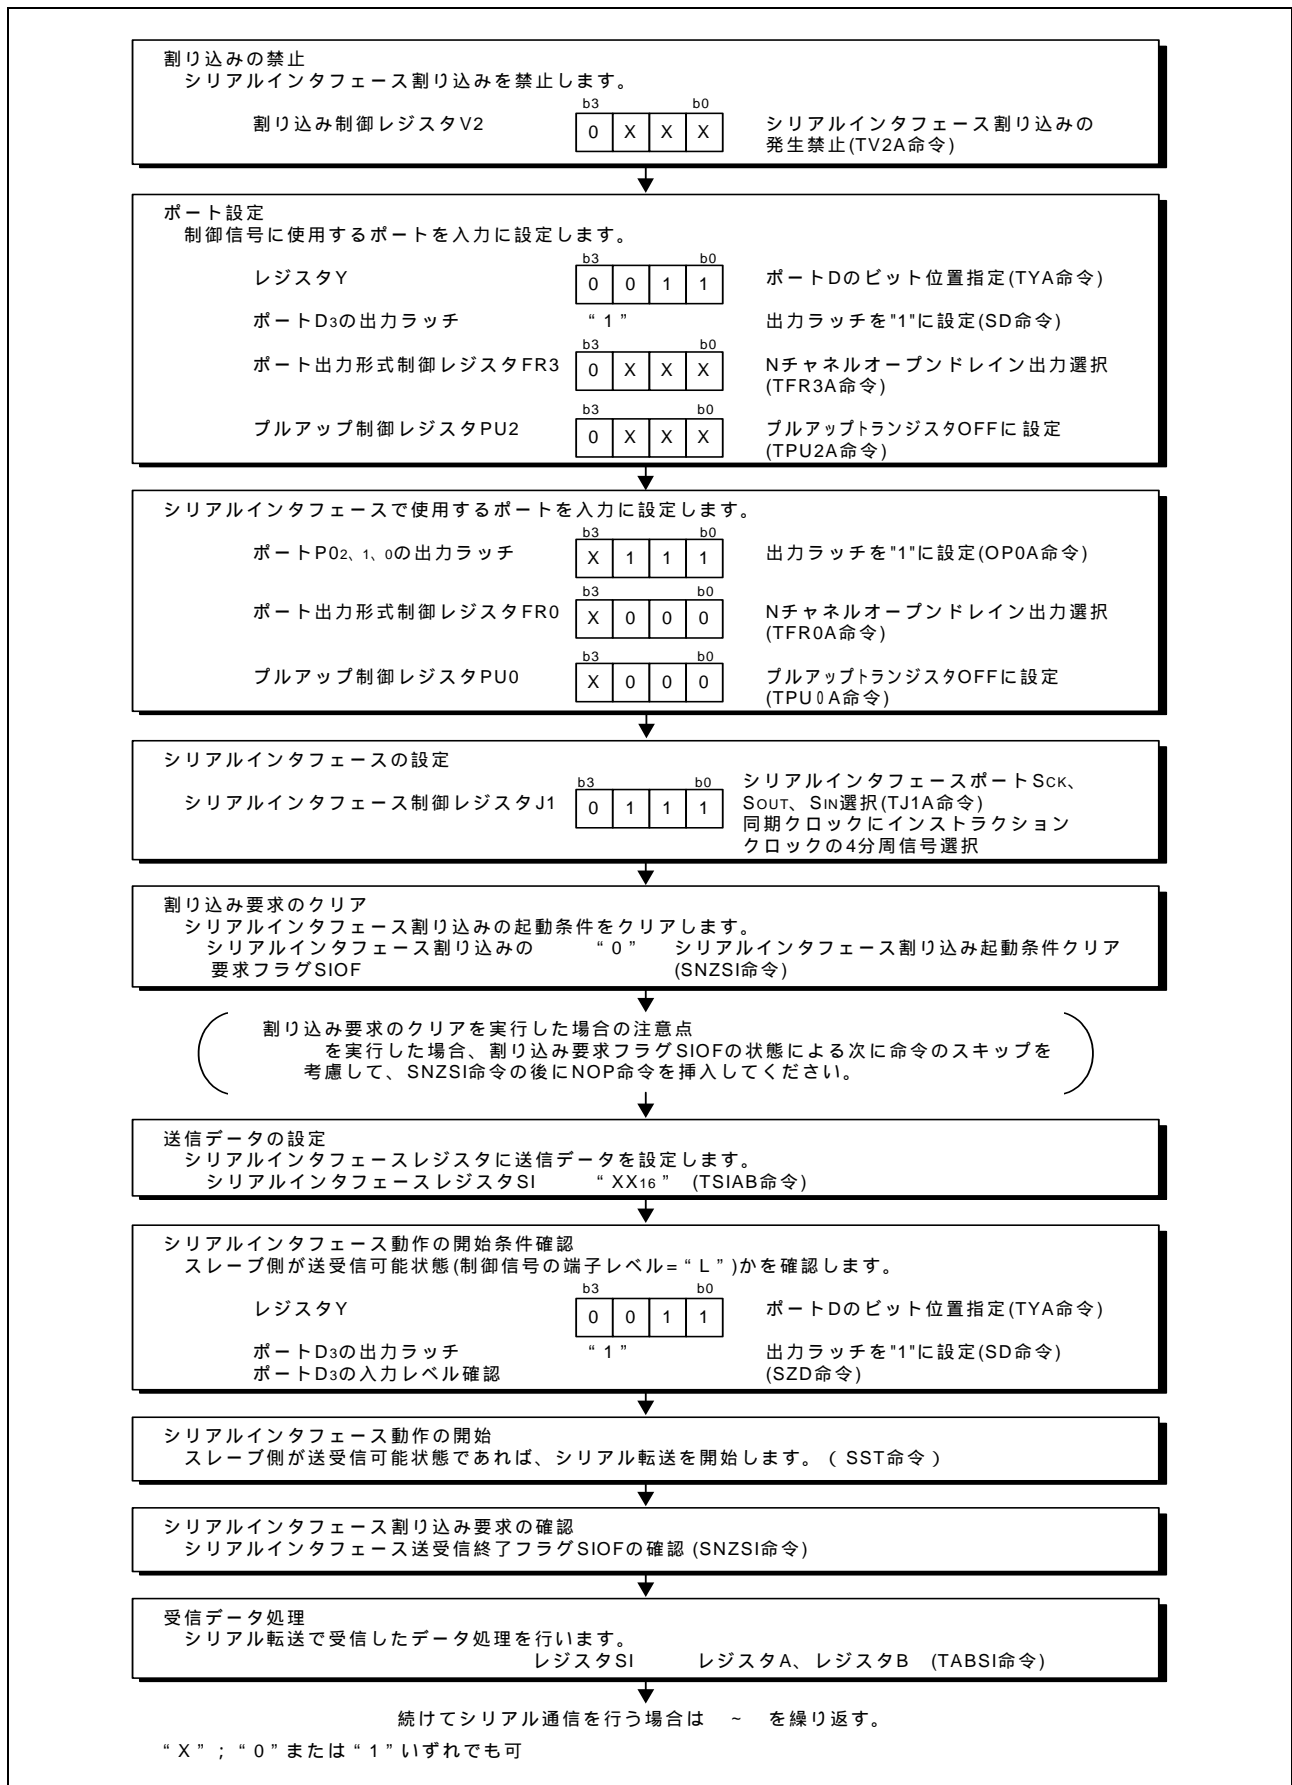 割り込みの禁止
シリアルインタフェース割り込みを禁止します。
b3 b0
割り込み制御レジスタV2 0 X X X シリアルインタフェース割り込みの
発生禁止(TV2A命令)
ポート設定
制御信号に使用するポートを入力に設定します。
b3 b0
レジスタY 0 0 1 1 ポートDのビット位置指定(TYA命令)
ポートD3の出力ラッチ “1” 出力ラッチを"1"に設定(SD命令)
b3 b0
ポート出力形式制御レジスタFR3 0 X X X Nチャネルオープンドレイン出力選択
(TFR3A命令)
b3 b0
プルアップ制御レジスタPU2 0 X X X プルアップトランジスタOFFに設定
(TPU2A命令)
シリアルインタフェースで使用するポートを入力に設定します。
b3 b0
ポートP02、1、0の出力ラッチ X 1 1 1 出力ラッチを"1"に設定(OP0A命令)
b3 b0
ポート出力形式制御レジスタFR0 X 0 0 0 Nチャネルオープンドレイン出力選択
(TFR0A命令)
b3 b0
プルアップ制御レジスタPU0 X 0 0 0 プルアップトランジスタOFFに設定
(TPU0A命令)
シリアルインタフェースの設定
b3 b0
シリアルインタフェース制御レジスタJ1 0 1 1 1 シリアルインタフェースポートSCK、
SOUT、SIN選択(TJ1A命令)
同期クロックにインストラクション
クロックの4分周信号選択
割り込み要求のクリア
シリアルインタフェース割り込みの起動条件をクリアします。
シリアルインタフェース割り込みの “0” シリアルインタフェース割り込み起動条件クリア
要求フラグSIOF (SNZSI命令)
割り込み要求のクリアを実行した場合の注意点
を実行した場合、割り込み要求フラグSIOFの状態による次に命令のスキップを
考慮して、SNZSI命令の後にNOP命令を挿入してください。
送信データの設定
シリアルインタフェースレジスタに送信データを設定します。
シリアルインタフェースレジスタSI “XX16” (TSIAB命令)
シリアルインタフェース動作の開始条件確認
スレーブ側が送受信可能状態(制御信号の端子レベル=“L”)かを確認します。
b3 b0
レジスタY 0 0 1 1 ポートDのビット位置指定(TYA命令)
ポートD3の出力ラッチ “1” 出力ラッチを"1"に設定(SD命令)
ポートD3の入力レベル確認 (SZD命令)
シリアルインタフェース動作の開始
スレーブ側が送受信可能状態であれば、シリアル転送を開始します。(SST命令)
シリアルインタフェース割り込み要求の確認
シリアルインタフェース送受信終了フラグSIOFの確認 (SNZSI命令)
受信データ処理
シリアル転送で受信したデータ処理を行います。
レジスタSI レジスタA、レジスタB (TABSI命令)
続けてシリアル通信を行う場合は ~ を繰り返す。
“X”;“0”または“1”いずれでも可